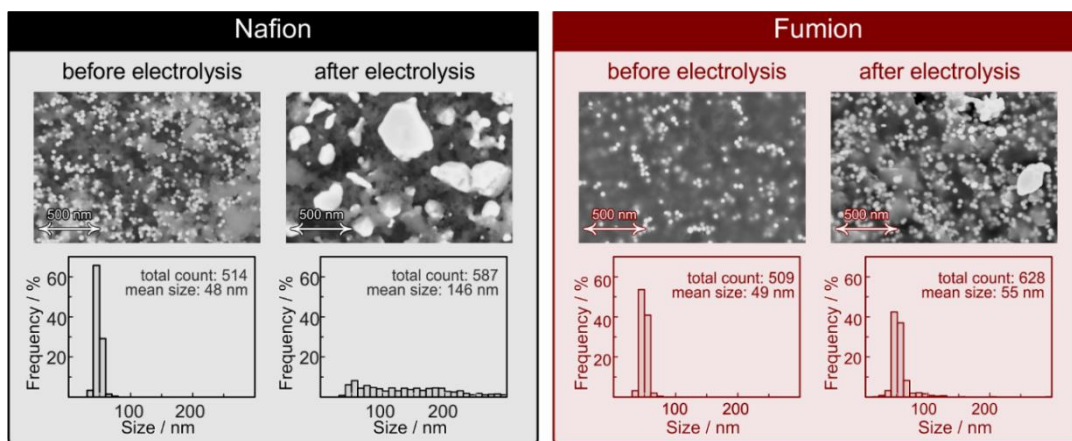 Nafion
before electrolysis
after electrolysis
500 nm
500 nm
Frequency / %
60
40
20
total count: 514
mean size: 48 nm
100
200
Size / nm
Frequency / %
60
40
20
total count: 587
mean size: 146 nm
100
200
Size / nm
Fumion
before electrolysis
after electrolysis
500 nm
500 nm
Frequency / %
60
40
20
total count: 509
mean size: 49 nm
100
200
Size / nm
Frequency / %
60
40
20
total count: 628
mean size: 55 nm
100
200
Size / nm